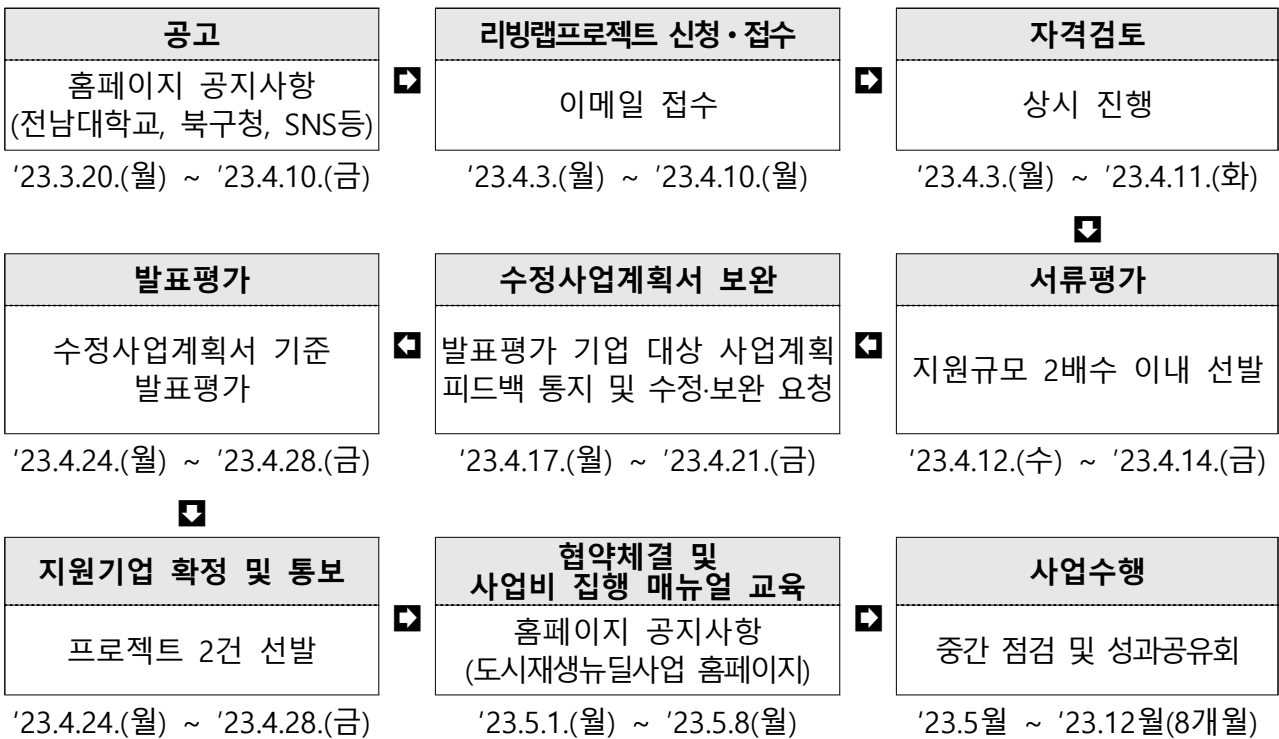 공고
홈페이지 공지사항
(전남대학교, 북구청, SNS등)
'23.3.20.(월) ~ '23.4.10.(금)
리빙랩프로젝트 신청·접수
이메일 접수
'23.4.3.(월) ~ '23.4.10.(월)
자격검토
상시 진행
'23.4.3.(월) ~ '23.4.11.(화)
서류평가
지원규모 2배수 이내 선발
'23.4.12.(수) ~ '23.4.14.(금)
수정사업계획서 보완
발표평가 기업 대상 사업계획
피드백 통지 및 수정·보완 요청
'23.4.17.(월) ~ '23.4.21.(금)
발표평가
수정사업계획서 기준
발표평가
'23.4.24.(월) ~ '23.4.28.(금)
지원기업 확정 및 통보
프로젝트 2건 선발
'23.4.24.(월) ~ '23.4.28.(금)
협약체결 및
사업비 집행 매뉴얼 교육
홈페이지 공지사항
(도시재생뉴딜사업 홈페이지)
'23.5.1.(월) ~ '23.5.8(월)
사업수행
중간 점검 및 성과공유회
'23.5월 ~ '23.12월(8개월)